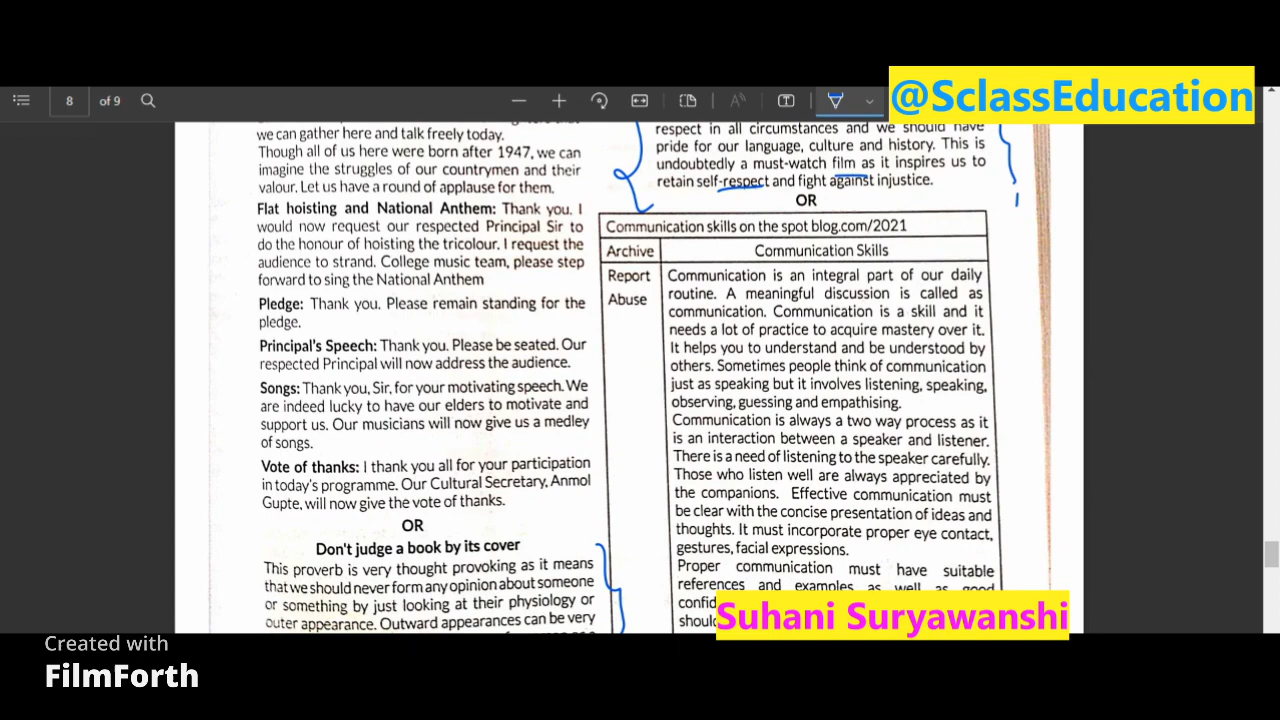 8
of 9
@SclassEducation
we can gather here and talk freely today.
Though all of us here were born after 1947, we can
imagine the struggles of our countrymen and their
valour. Let us have a round of applause for them.
Flat hoisting and National Anthem: Thank you. I
would now request our respected Principal Sir to
do the honour of hoisting the tricolour. I request the
audience to strand. College music team, please step
forward to sing the National Anthem
Pledge: Thank you. Please remain standing for the
pledge.
Principal's Speech: Thank you. Please be seated. Our
respected Principal will now address the audience.
Songs: Thank you, Sir, for your motivating speech. We
are indeed lucky to have our elders to motivate and
support us. Our musicians will now give us a medley
of songs.
Vote of thanks: I thank you all for your participation
in today's programme. Our Cultural Secretary, Anmol
Gupte, will now give the vote of thanks.
OR
Don't judge a book by its cover
This proverb is very thought provoking as it means
that we should never form any opinion about someone
or something by just looking at their physiology or
outer appearance. Outward appearances can be very
respect in all circumstances and we should have
pride for our language, culture and history. This is
undoubtedly a must-watch film as it inspires us to
retain self-respect and fight against injustice.
OR
Communication skills on the spot blog.com/2021
Archive
Communication Skills
Report
Abuse
Communication is an integral part of our daily
routine. A meaningful discussion is called as
communication. Communication is a skill and it
needs a lot of practice to acquire mastery over it.
It helps you to understand and be understood by
others. Sometimes people think of communication
just as speaking but it involves listening, speaking,
observing, guessing and empathising.
Communication is always a two way process as it
is an interaction between a speaker and listener.
There is a need of listening to the speaker carefully.
Those who listen well are always appreciated by
the companions. Effective communication must
be clear with the concise presentation of ideas and
thoughts. It must incorporate proper eye contact,
gestures, facial expressions.
Proper communication must have suitable
references and examples as well as good
Suhani Suryawanshi
Created with
FilmForth